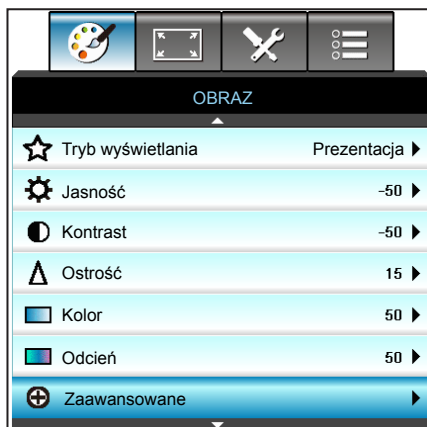 OBRAZ
Tryb wyświetlania Prezentacja
Jasność -50
Kontrast -50
Ostrość 15
Kolor 50
Odcień 50
Zaawansowane